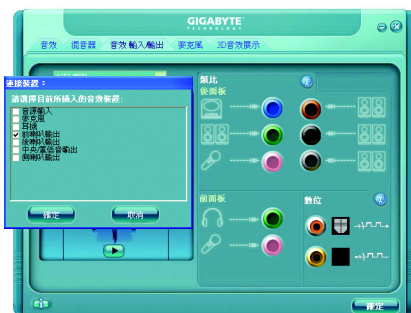 GIGABYTE
TECHNOLOGY
音效 混音器 音效輸入/輸出 麥克風 3D音效展示
連接裝置：
請選擇目前所插入的音效裝置：
音源輸入
麥克風
耳機
前喇叭輸出
後喇叭輸出
中央/重低音輸出
側喇叭輸出
確定 取消
類比
後面板
前面板
數位
確定